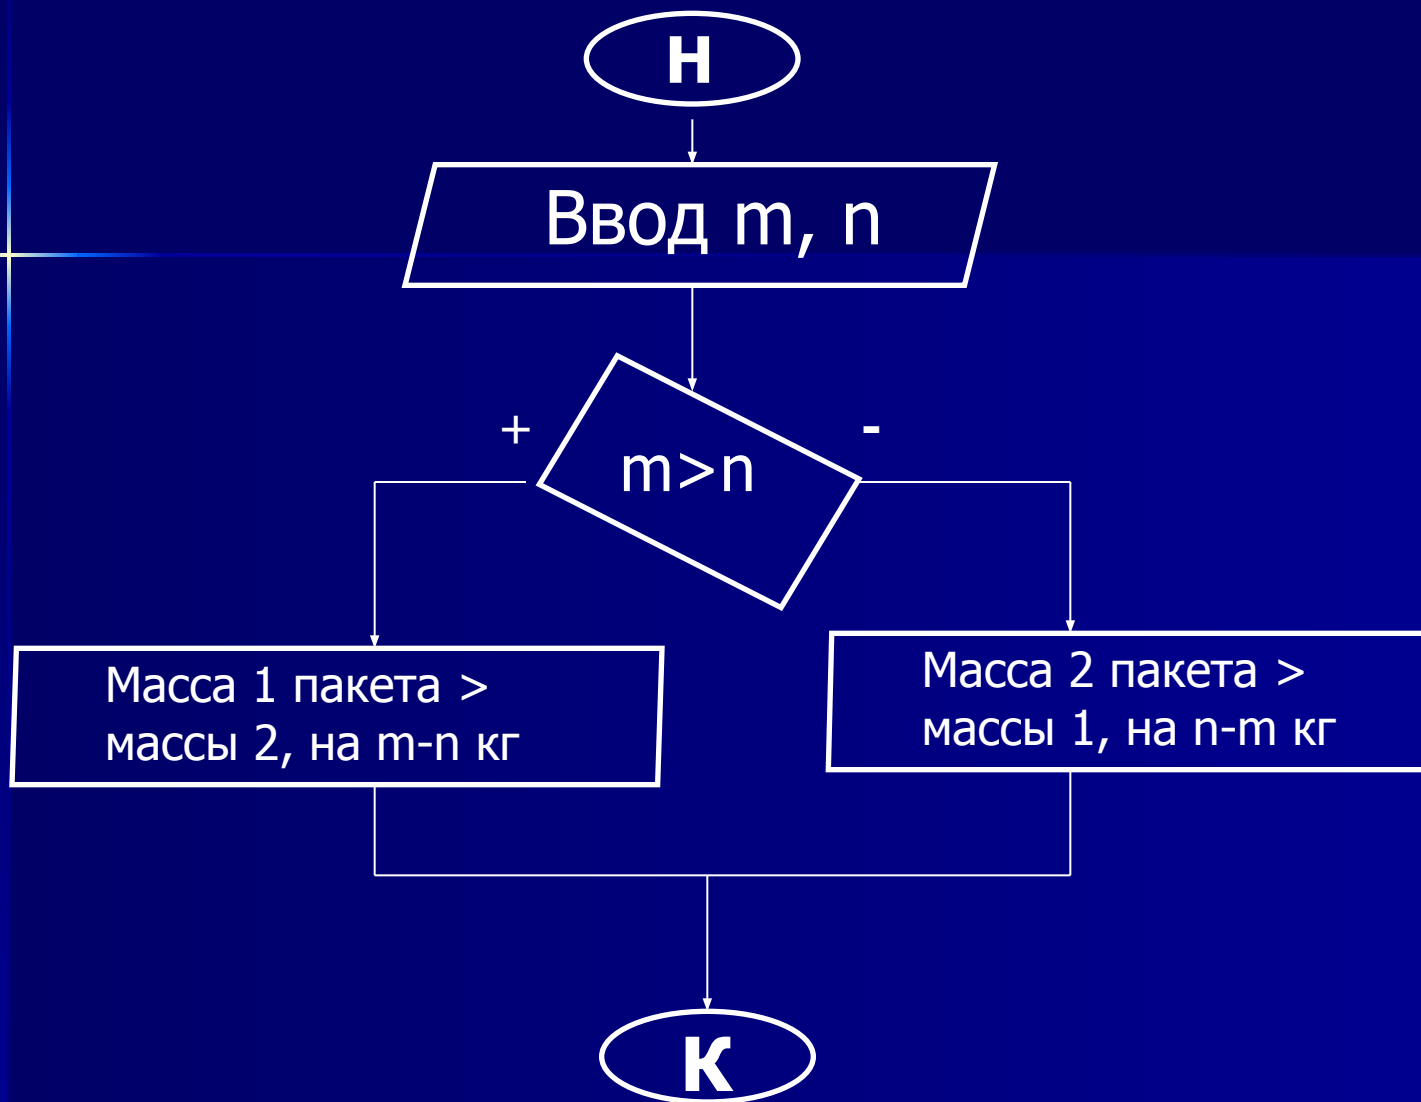 Н
Ввод m, n
+
-
m>n
Масса 1 пакета >
массы 2, на m-n кг
Масса 2 пакета >
массы 1, на n-m кг
К